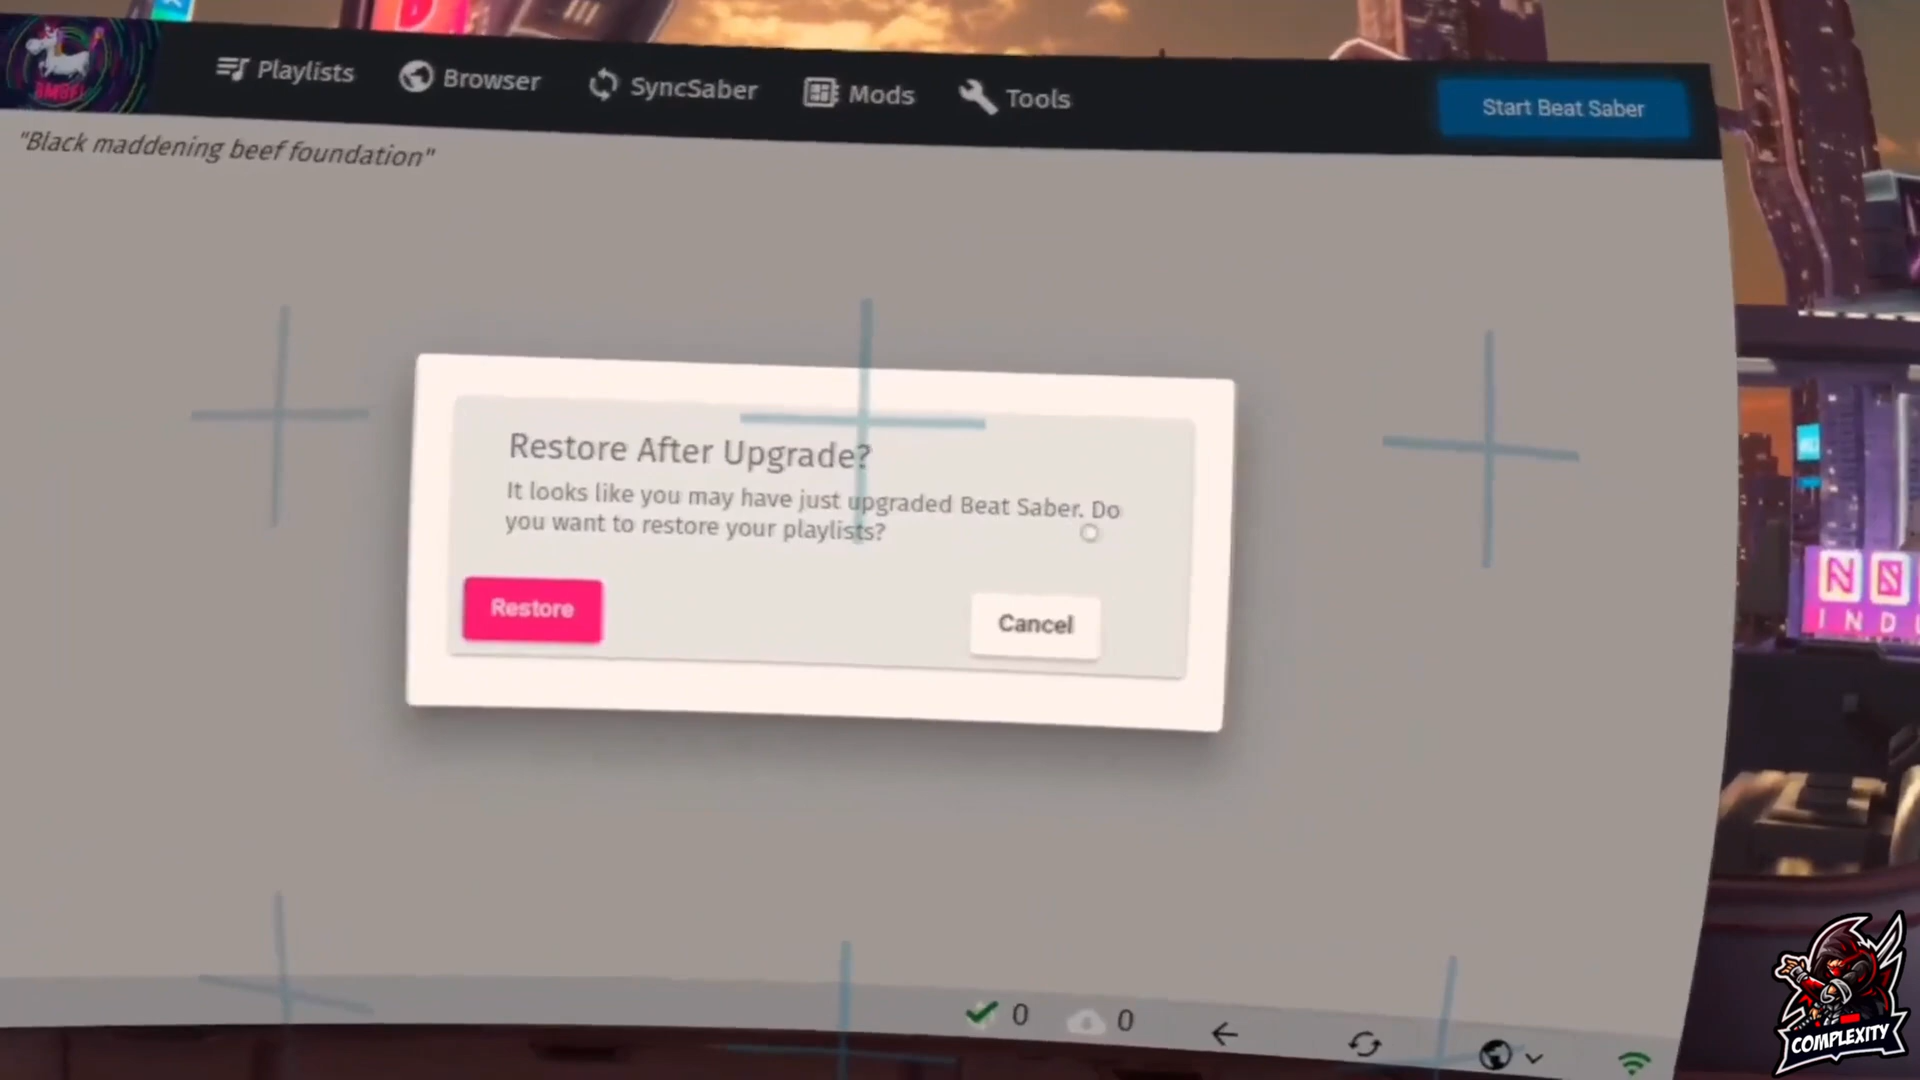 BMBF
Playlists
Browser
SyncSaber
Mods
Tools
Start Beat Saber
"Black maddening beef foundation"
Restore After Upgrade?
It looks like you may have just upgraded Beat Saber. Do
you want to restore your playlists?
Restore
Cancel
0
0
COMPLEXITY